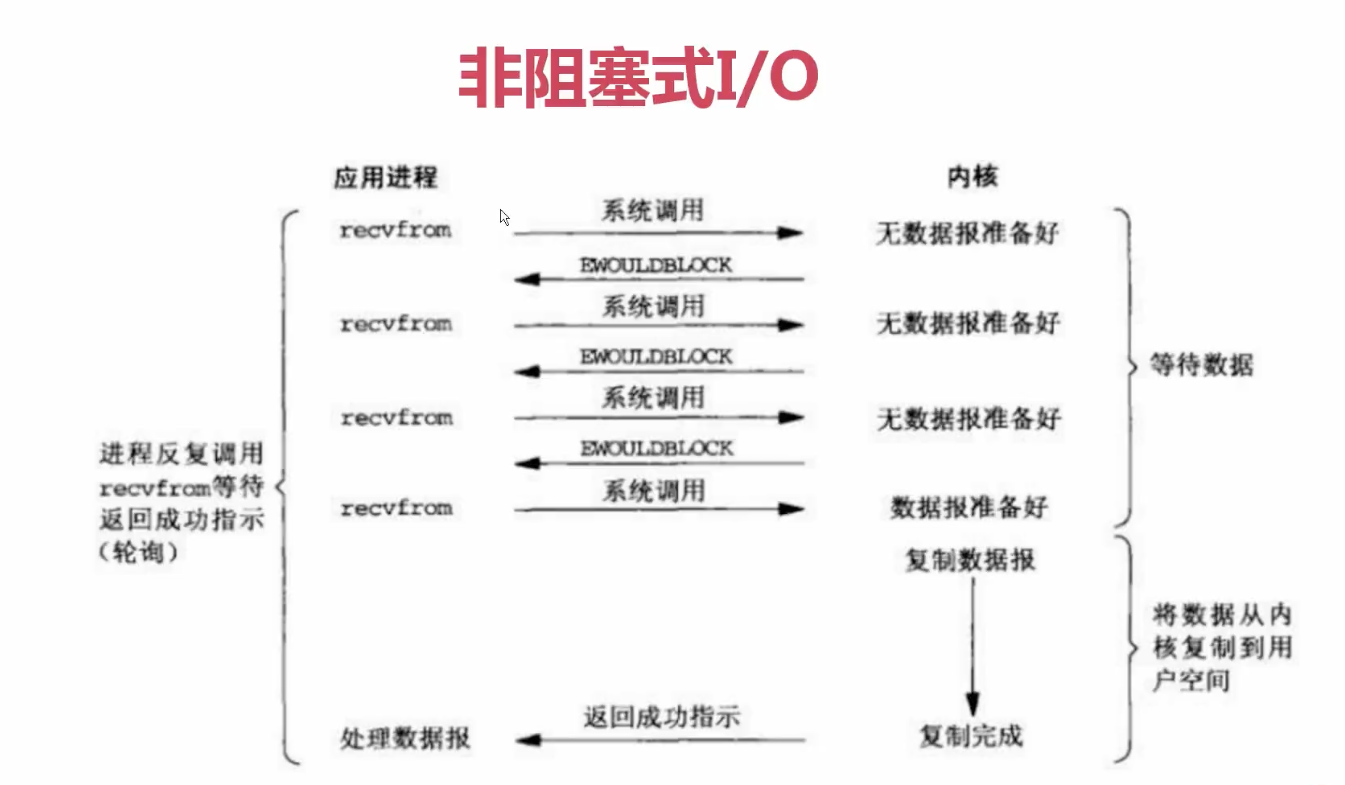 非阻塞式I/O
应用进程
内核
系统调用
recvfrom
无数据报准备好
EWOULDBLOCK
系统调用
recvfrom
无数据报准备好
EWOULDBLOCK
等待数据
系统调用
recvfrom
无数据报准备好
EWOULDBLOCK
进程反复调用
recvfrom等待
返回成功指示
（轮询）
系统调用
recvfrom
数据报准备好
复制数据报
将数据从内
核复制到用
户空间
返回成功指示
处理数据报
复制完成